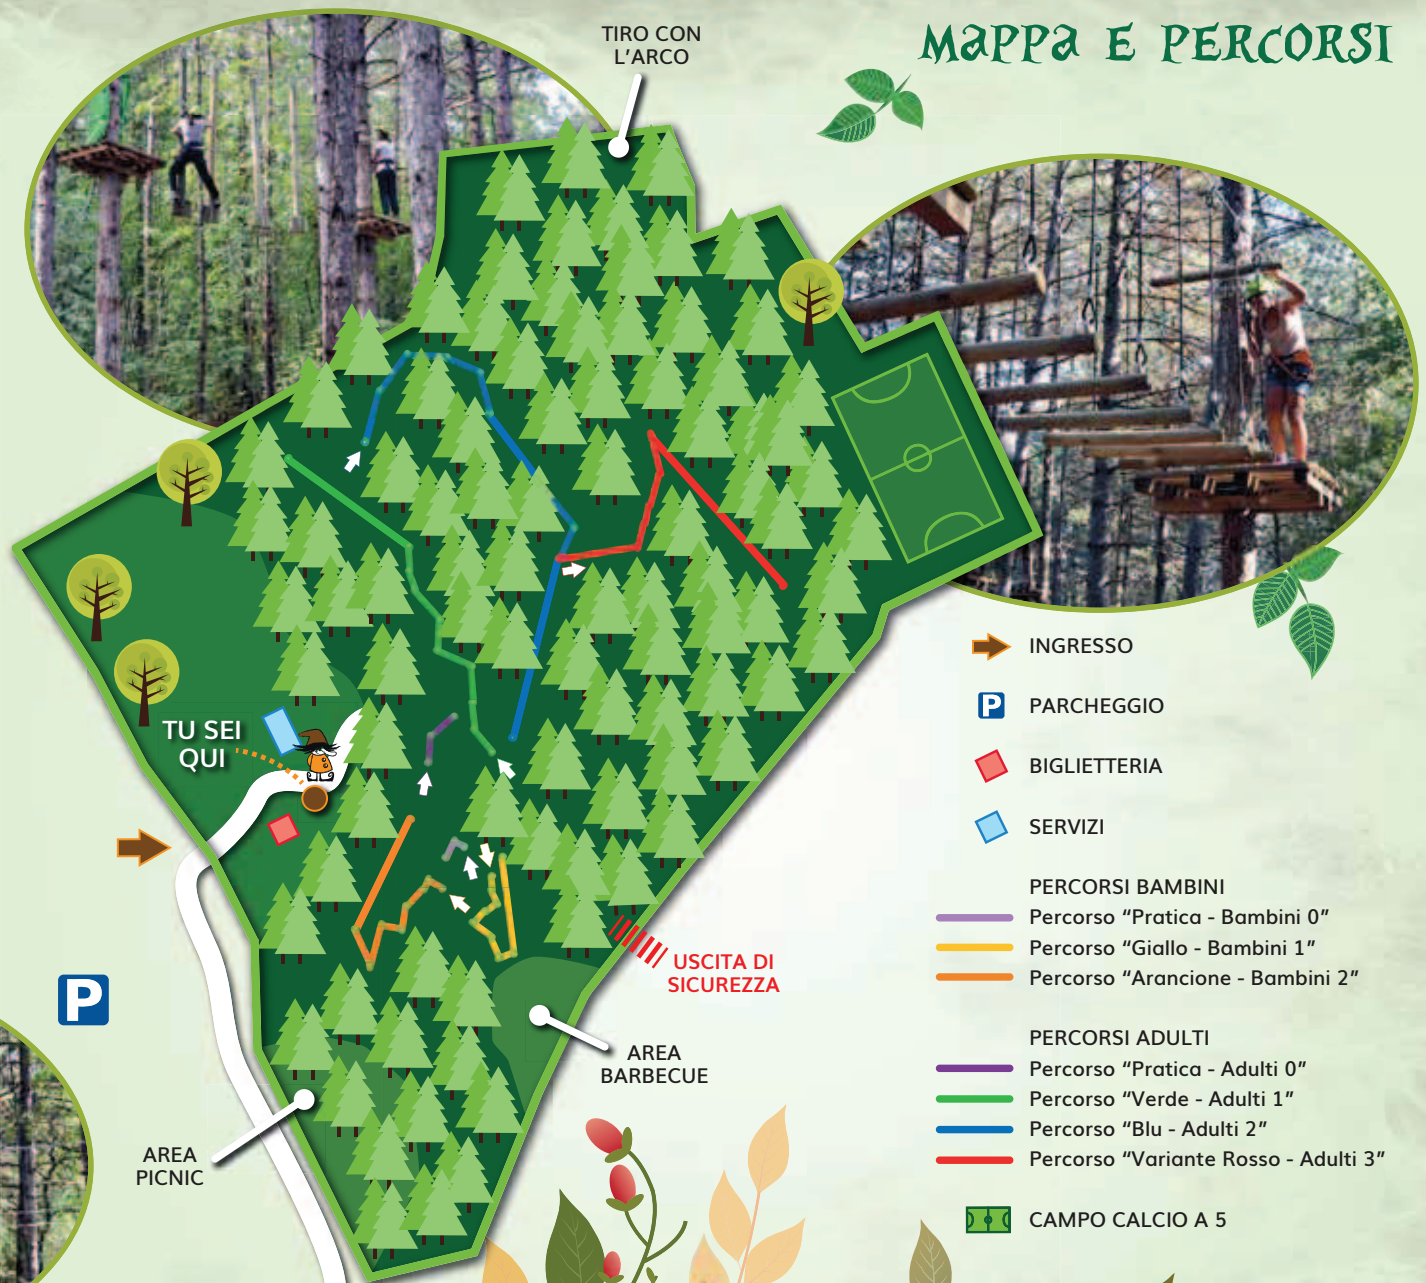 MAPPA E PERCORSI
TIRO CON
L'ARCO
TU SEI
QUI
P
USCITA DI
SICUREZZA
AREA
BARBECUE
AREA
PICNIC
INGRESSO
P PARCHEGGIO
BIGLIETTERIA
SERVIZI
PERCORSI BAMBINI
Percorso “Pratica - Bambini 0”
Percorso “Giallo - Bambini 1”
Percorso “Arancione - Bambini 2”
PERCORSI ADULTI
Percorso “Pratica - Adulti 0”
Percorso “Verde - Adulti 1”
Percorso “Blu - Adulti 2”
Percorso “Variante Rosso - Adulti 3”
CAMPO CALCIO A 5